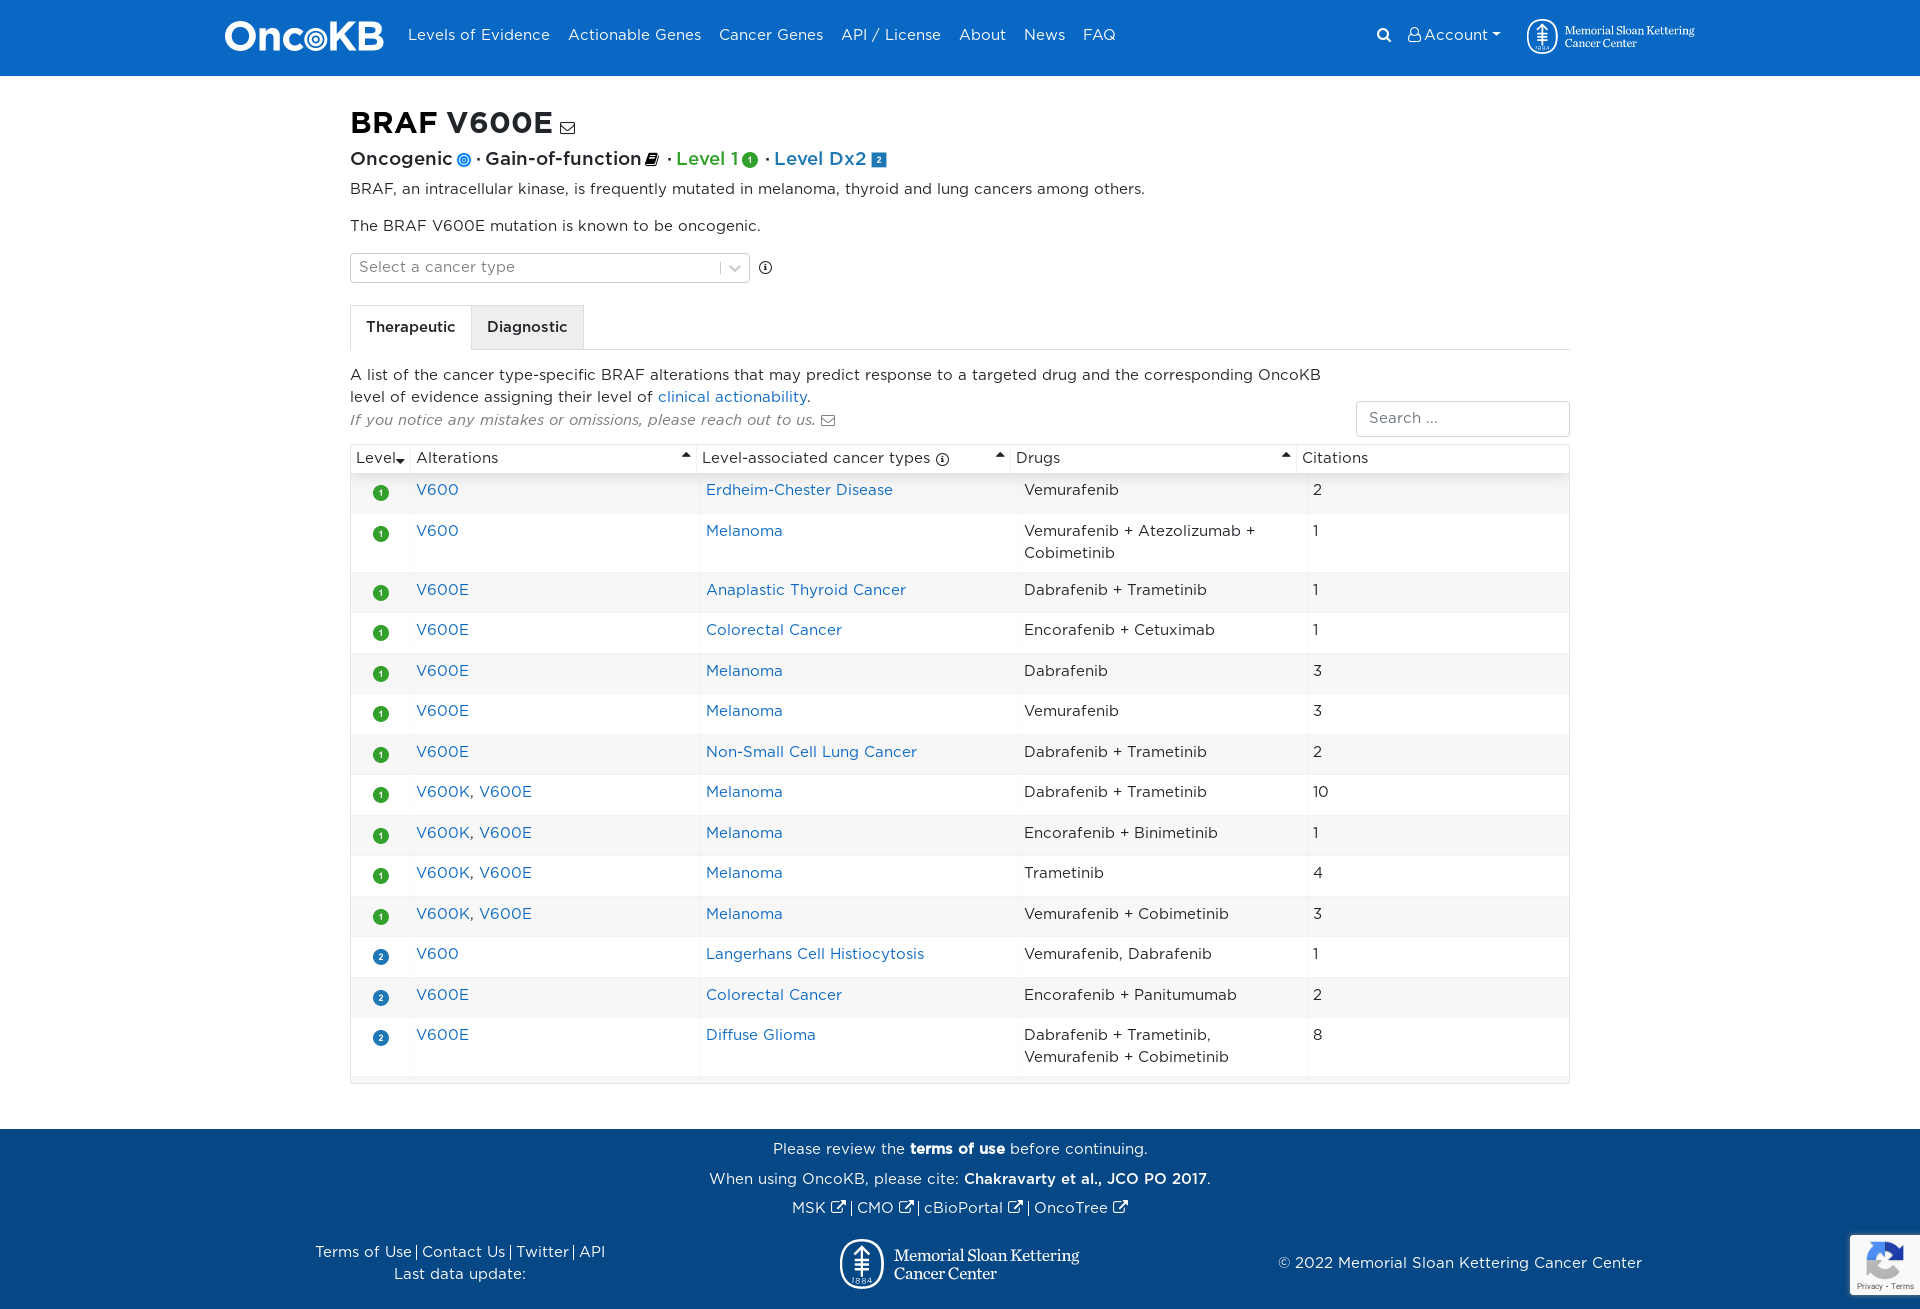 OncoKB Levels of Evidence Actionable Genes Cancer Genes API / License About News FAQ Account Memorial Sloan Kettering Cancer Center 1884
BRAF V600E
Oncogenic · Gain-of-function · Level 1 1 · Level Dx2 2
BRAF, an intracellular kinase, is frequently mutated in melanoma, thyroid and lung cancers among others.
The BRAF V600E mutation is known to be oncogenic.
Select a cancer type
Therapeutic Diagnostic
A list of the cancer type-specific BRAF alterations that may predict response to a targeted drug and the corresponding OncoKB
level of evidence assigning their level of clinical actionability.
If you notice any mistakes or omissions, please reach out to us.
Search ...
Level Alterations Level-associated cancer types Drugs Citations
1 V600 Erdheim-Chester Disease Vemurafenib 2
1 V600 Melanoma Vemurafenib + Atezolizumab + Cobimetinib 1
1 V600E Anaplastic Thyroid Cancer Dabrafenib + Trametinib 1
1 V600E Colorectal Cancer Encorafenib + Cetuximab 1
1 V600E Melanoma Dabrafenib 3
1 V600E Melanoma Vemurafenib 3
1 V600E Non-Small Cell Lung Cancer Dabrafenib + Trametinib 2
1 V600K, V600E Melanoma Dabrafenib + Trametinib 10
1 V600K, V600E Melanoma Encorafenib + Binimetinib 1
1 V600K, V600E Melanoma Trametinib 4
1 V600K, V600E Melanoma Vemurafenib + Cobimetinib 3
2 V600 Langerhans Cell Histiocytosis Vemurafenib, Dabrafenib 1
2 V600E Colorectal Cancer Encorafenib + Panitumumab 2
2 V600E Diffuse Glioma Dabrafenib + Trametinib, Vemurafenib + Cobimetinib 8
Please review the terms of use before continuing.
When using OncoKB, please cite: Chakravarty et al., JCO PO 2017.
MSK | CMO | cBioPortal | OncoTree
Terms of Use | Contact Us | Twitter | API
Last data update:
1884 Memorial Sloan Kettering
Cancer Center
© 2022 Memorial Sloan Kettering Cancer Center
Privacy - Terms